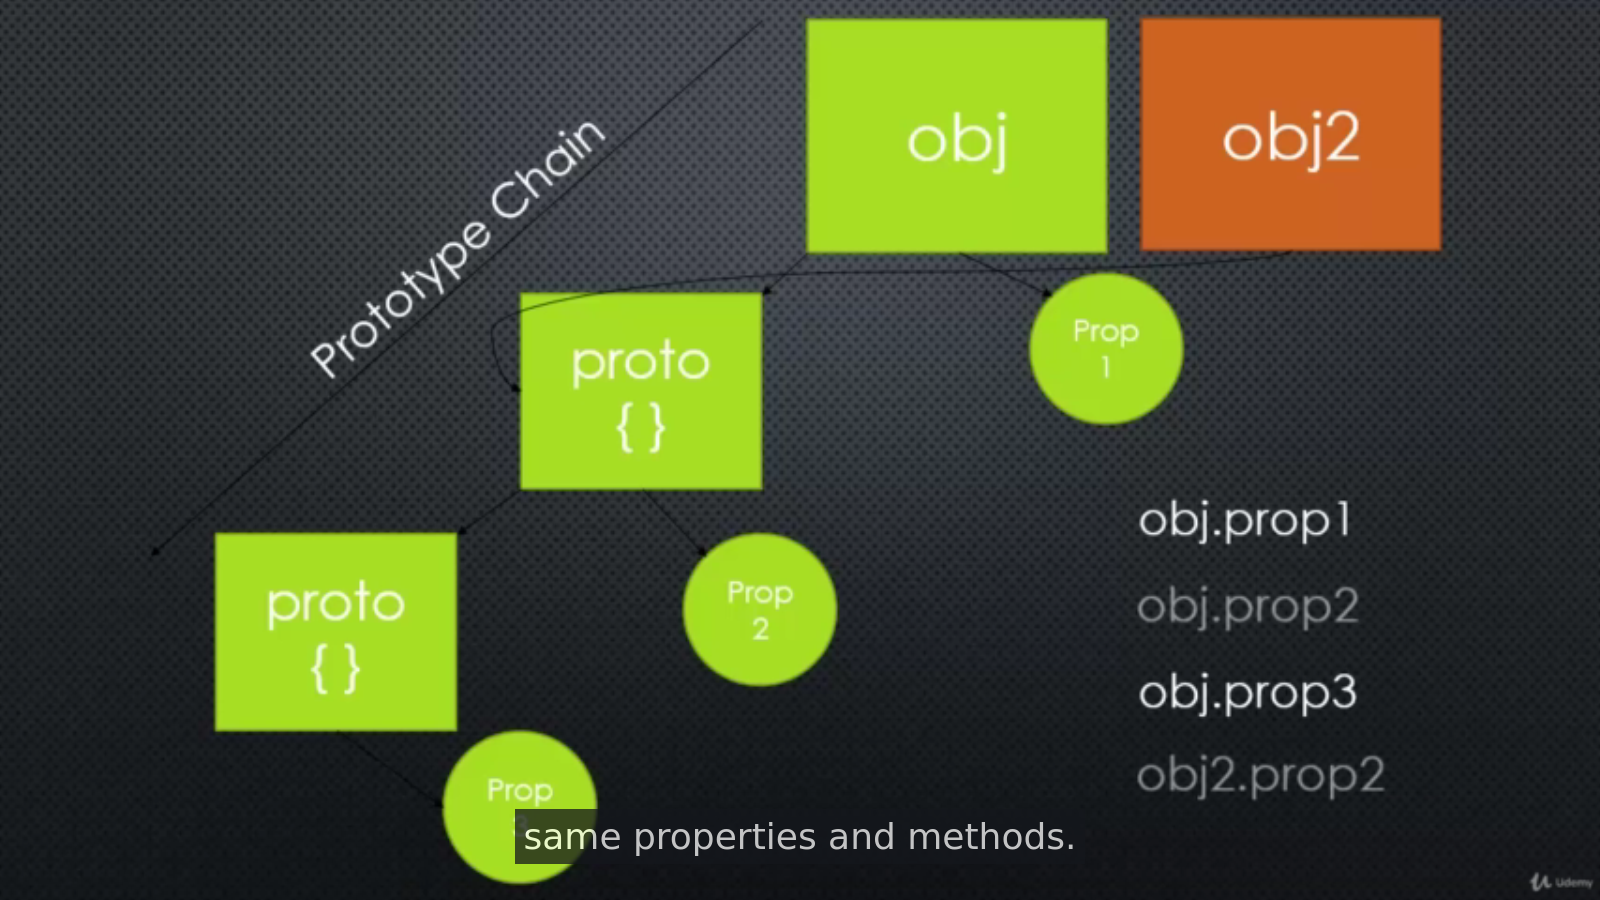 obj
obj2
Prototype Chain
proto
{ }
Prop
1
proto
{ }
Prop
2
Prop
3
obj.prop1
obj.prop2
obj.prop3
obj2.prop2
same properties and methods.
Udemy